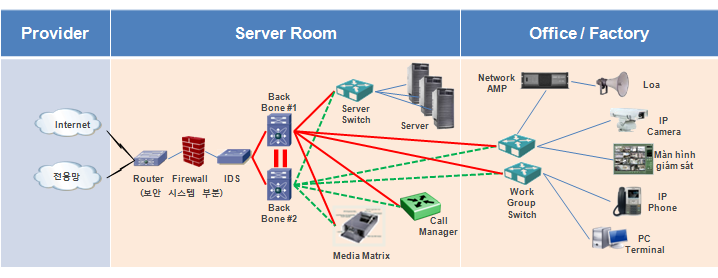 Provider
Server Room
Office / Factory
Internet
전용망
Router
Firewall
IDS
(보안 시스템 부분)
Back
Bone #1
Back
Bone #2
Server
Switch
Server
Call
Manager
Media Matrix
Network
AMP
Loa
IP
Camera
Màn hình
giám sát
Work
Group
Switch
IP
Phone
PC
Terminal